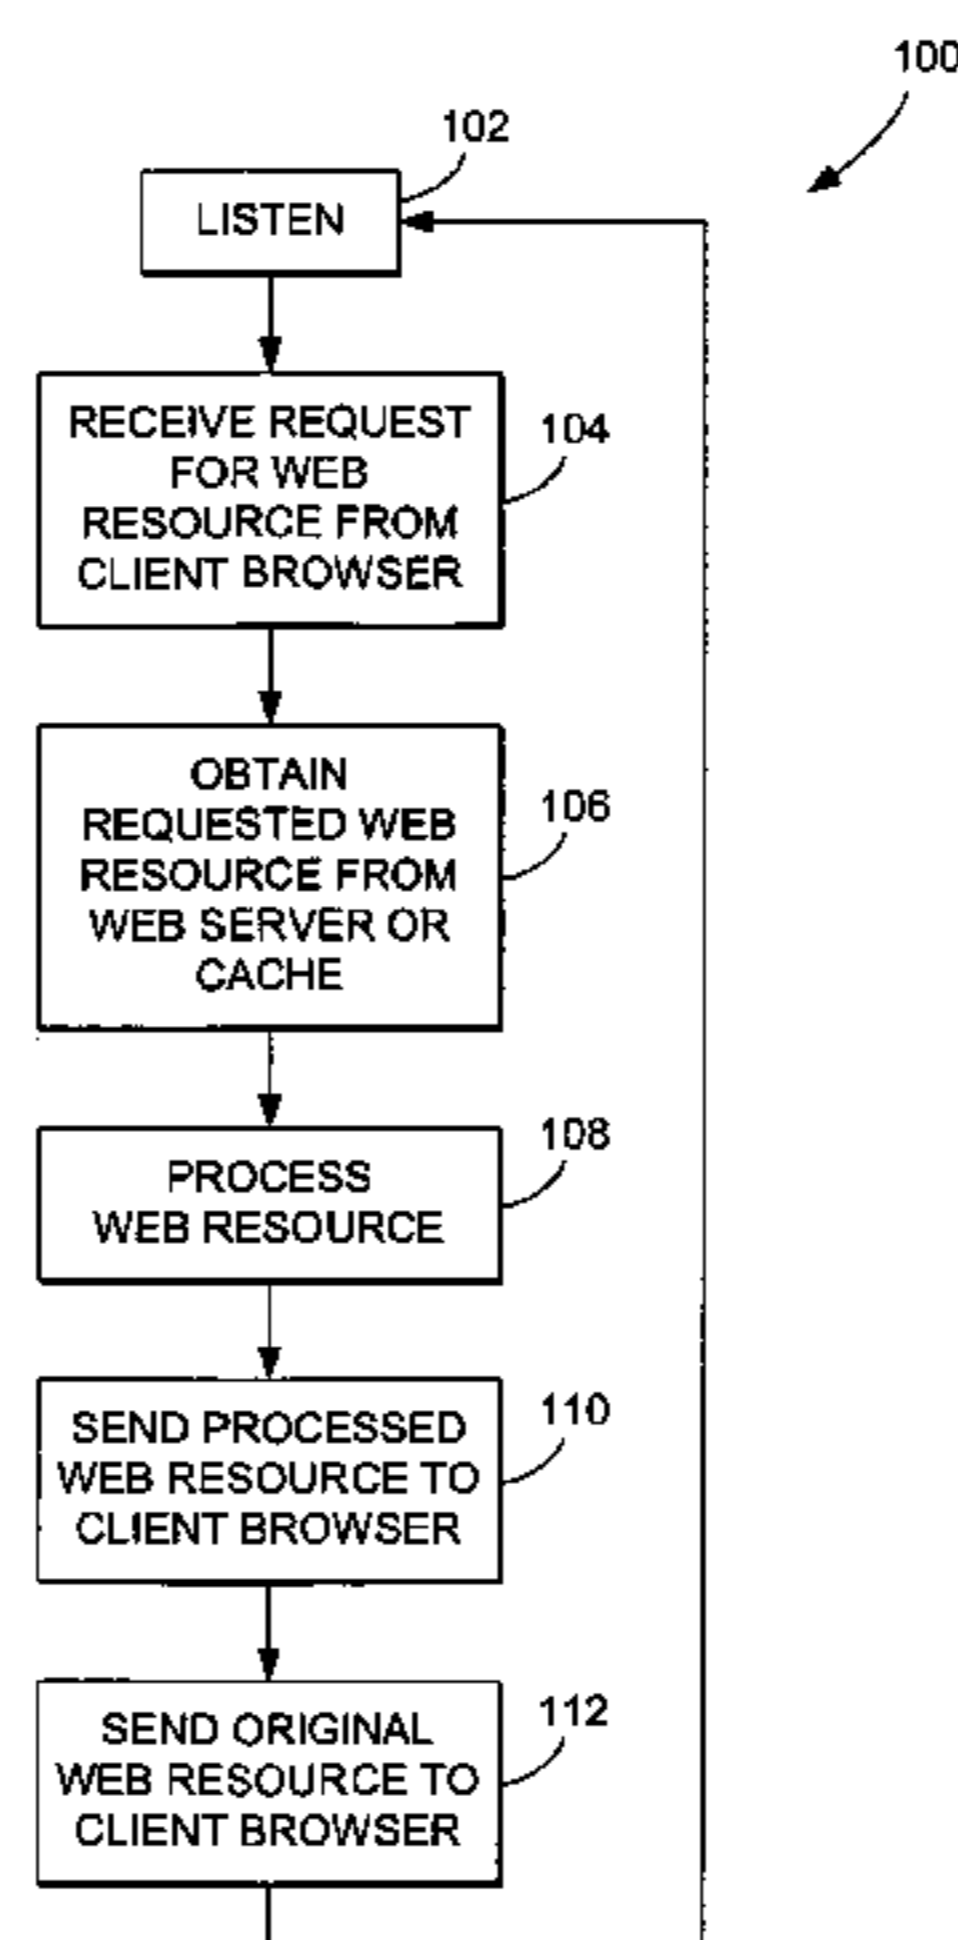 100
102
LISTEN
RECEIVE REQUEST
FOR WEB
RESOURCE FROM
CLIENT BROWSER
104
OBTAIN
REQUESTED WEB
RESOURCE FROM
WEB SERVER OR
CACHE
106
PROCESS
WEB RESOURCE
108
SEND PROCESSED
WEB RESOURCE TO
CLIENT BROWSER
110
SEND ORIGINAL
WEB RESOURCE TO
CLIENT BROWSER
112